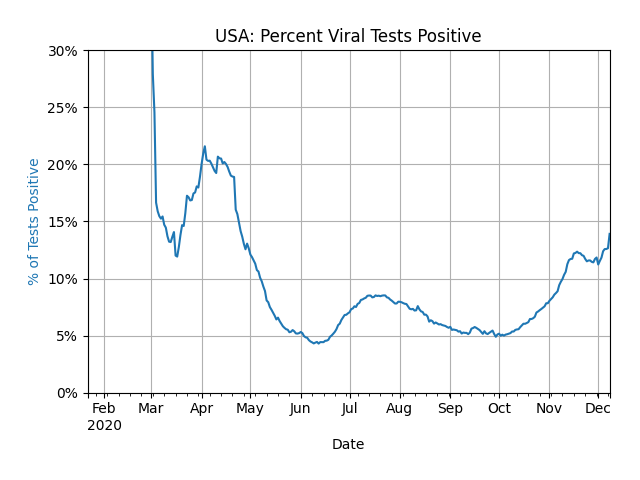 USA: Percent Viral Tests Positive
30%
25%
20%
15%
10%
5%
0%
% of Tests Positive
Feb Mar Apr May Jun Jul Aug Sep Oct Nov Dec
2020
Date